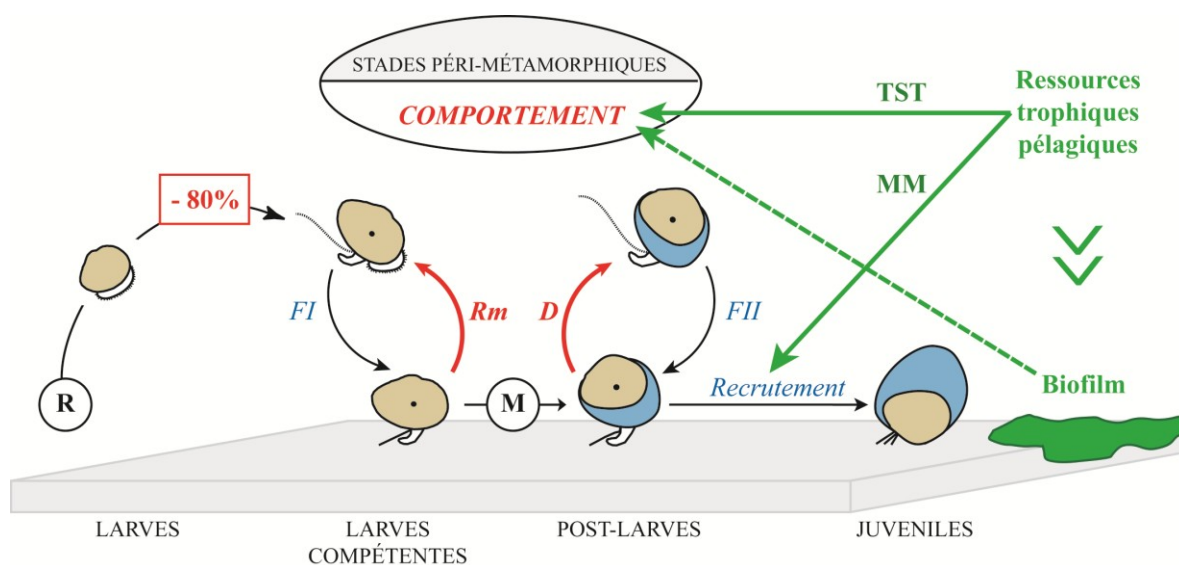 STADES PÉRI-MÉTAMORPHIQUES
COMPORTEMENT
TST
Ressources
trophiques
pélagiques
MM
- 80%
FI
Rm
D
FII
R
M
Recrutement
Biofilm
LARVES
LARVES
COMPÉTENTES
POST-LARVES
JUVENILES